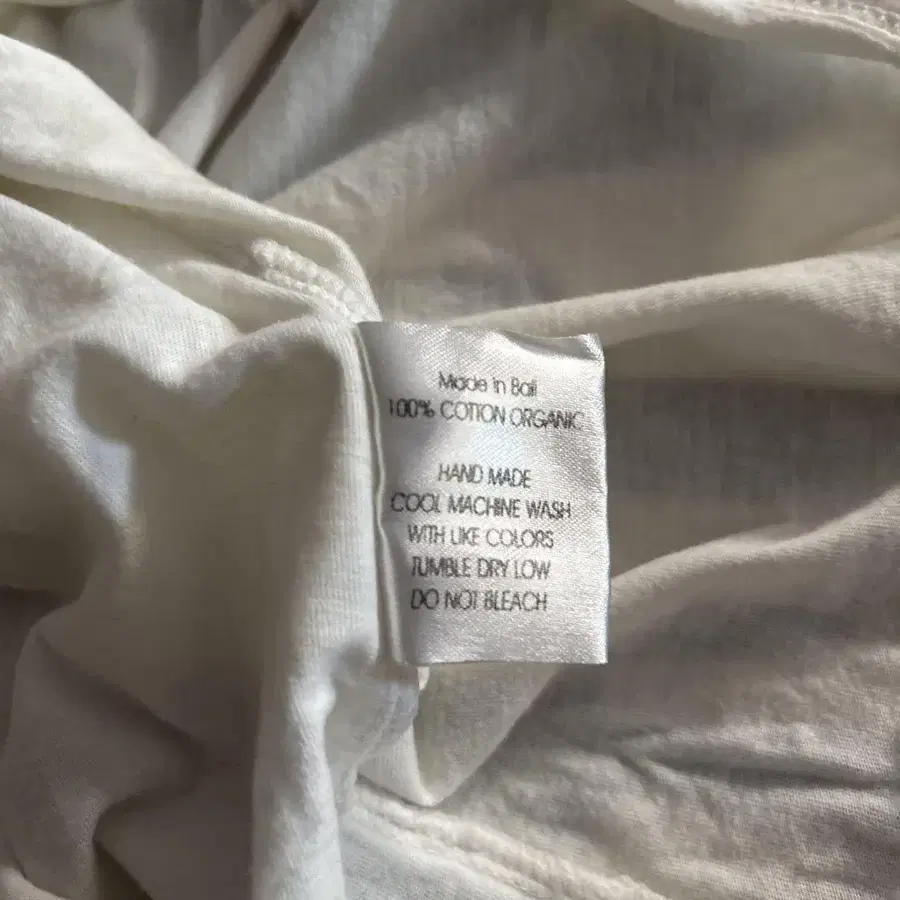 Made in Bali
100% COTTON ORGANIC
HAND MADE
COOL MACHINE WASH
WITH LIKE COLORS
TUMBLE DRY LOW
DO NOT BLEACH